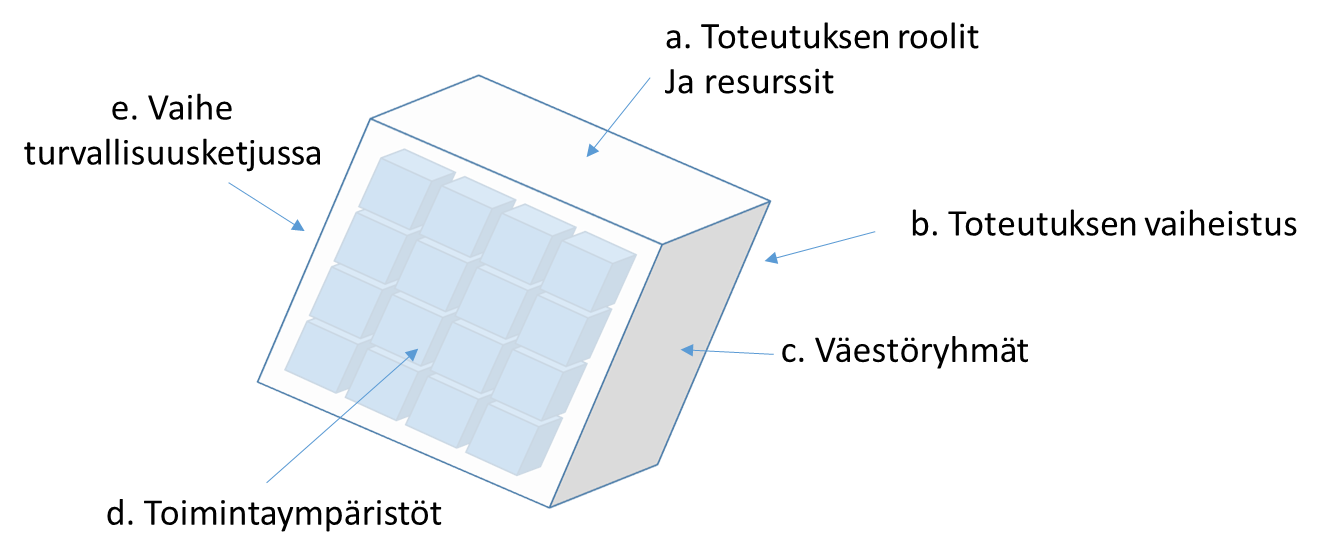 a. Toteutuksen roolit
Ja resurssit
e. Vaihe
turvallisuusketjussa
b. Toteutuksen vaiheistus
c. Väestöryhmät
d. Toimintaympäristöt